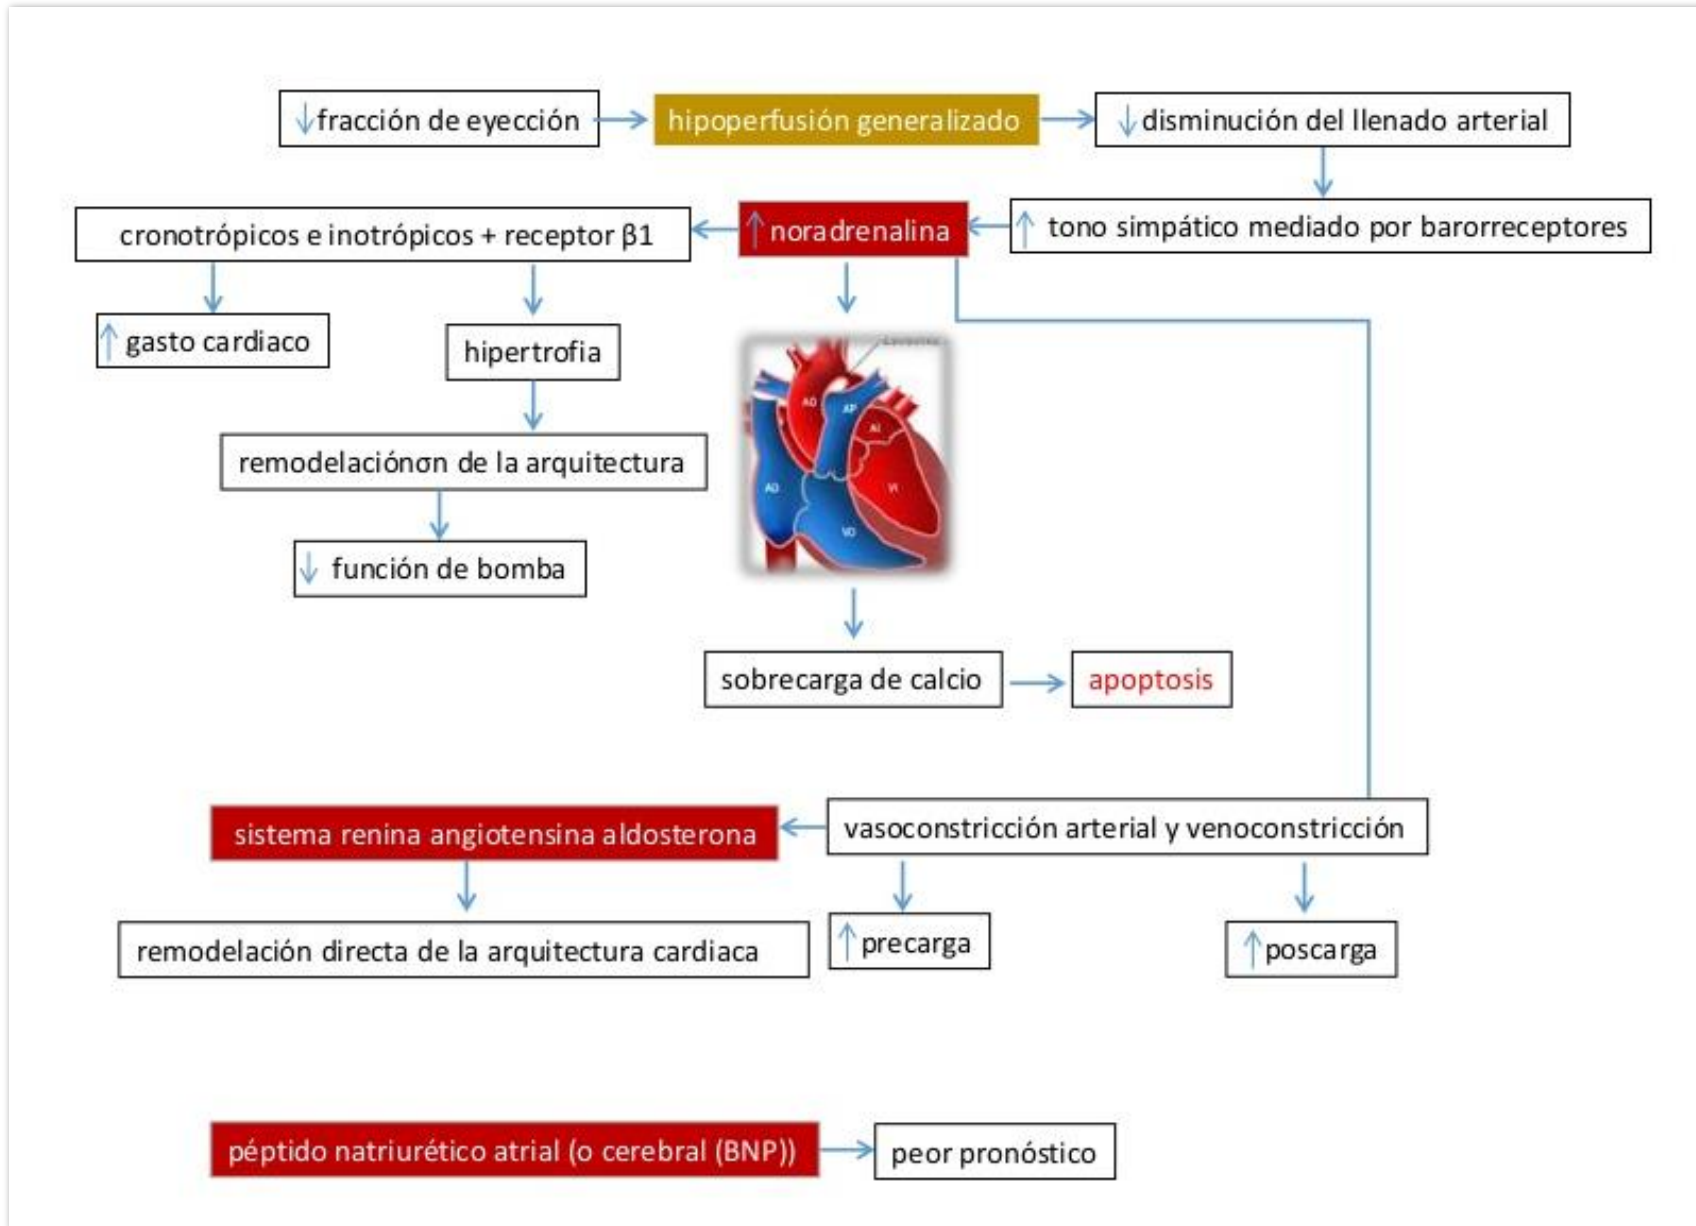 ↓fracción de eyección
hipoperfusión generalizado
↓disminución del llenado arterial
cronotrópicos e inotrópicos + receptor β1
↑ noradrenalina
↑ tono simpático mediado por barorreceptores
↑ gasto cardiaco
hipertrofia
AO
AP
AI
AD
VI
VD
remodelaciónσn de la arquitectura
↓ función de bomba
sobrecarga de calcio
apoptosis
sistema renina angiotensina aldosterona
vasoconstricción arterial y venoconstricción
remodelación directa de la arquitectura cardiaca
↑precarga
↑poscarga
péptido natriurético atrial (o cerebral (BNP))
peor pronóstico